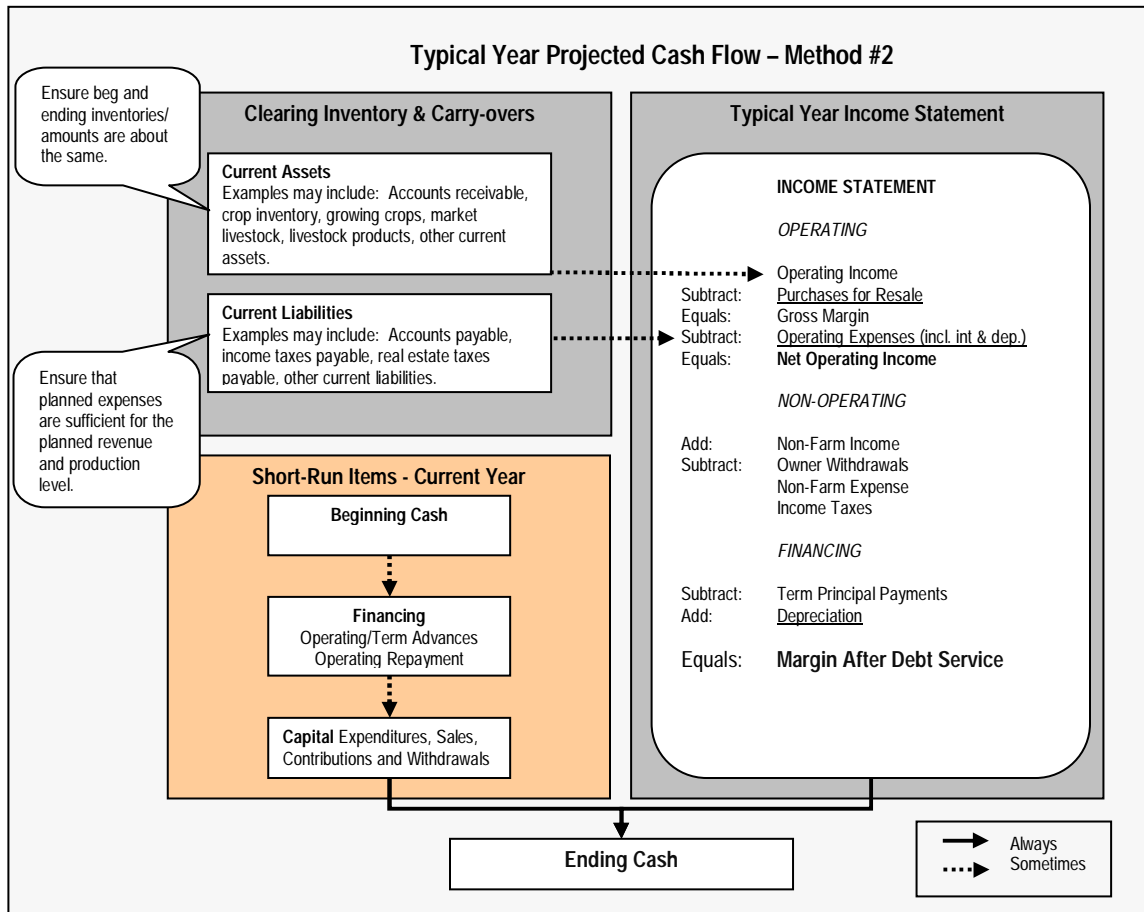 Typical Year Projected Cash Flow – Method #2
Ensure beg and
ending inventories/
amounts are about
the same.
Clearing Inventory & Carry-overs
Current Assets
Examples may include: Accounts receivable,
crop inventory, growing crops, market
livestock, livestock products, other current
assets.
Current Liabilities
Examples may include: Accounts payable,
income taxes payable, real estate taxes
payable, other current liabilities.
Ensure that
planned expenses
are sufficient for the
planned revenue
and production
level.
Short-Run Items - Current Year
Beginning Cash
Financing
Operating/Term Advances
Operating Repayment
Capital Expenditures, Sales,
Contributions and Withdrawals
Typical Year Income Statement
INCOME STATEMENT
OPERATING
Operating Income
Subtract: Purchases for Resale
Equals: Gross Margin
Subtract: Operating Expenses (incl. int & dep.)
Equals: Net Operating Income
NON-OPERATING
Add: Non-Farm Income
Subtract: Owner Withdrawals
Non-Farm Expense
Income Taxes
FINANCING
Subtract: Term Principal Payments
Add: Depreciation
Equals: Margin After Debt Service
Ending Cash
Always
Sometimes